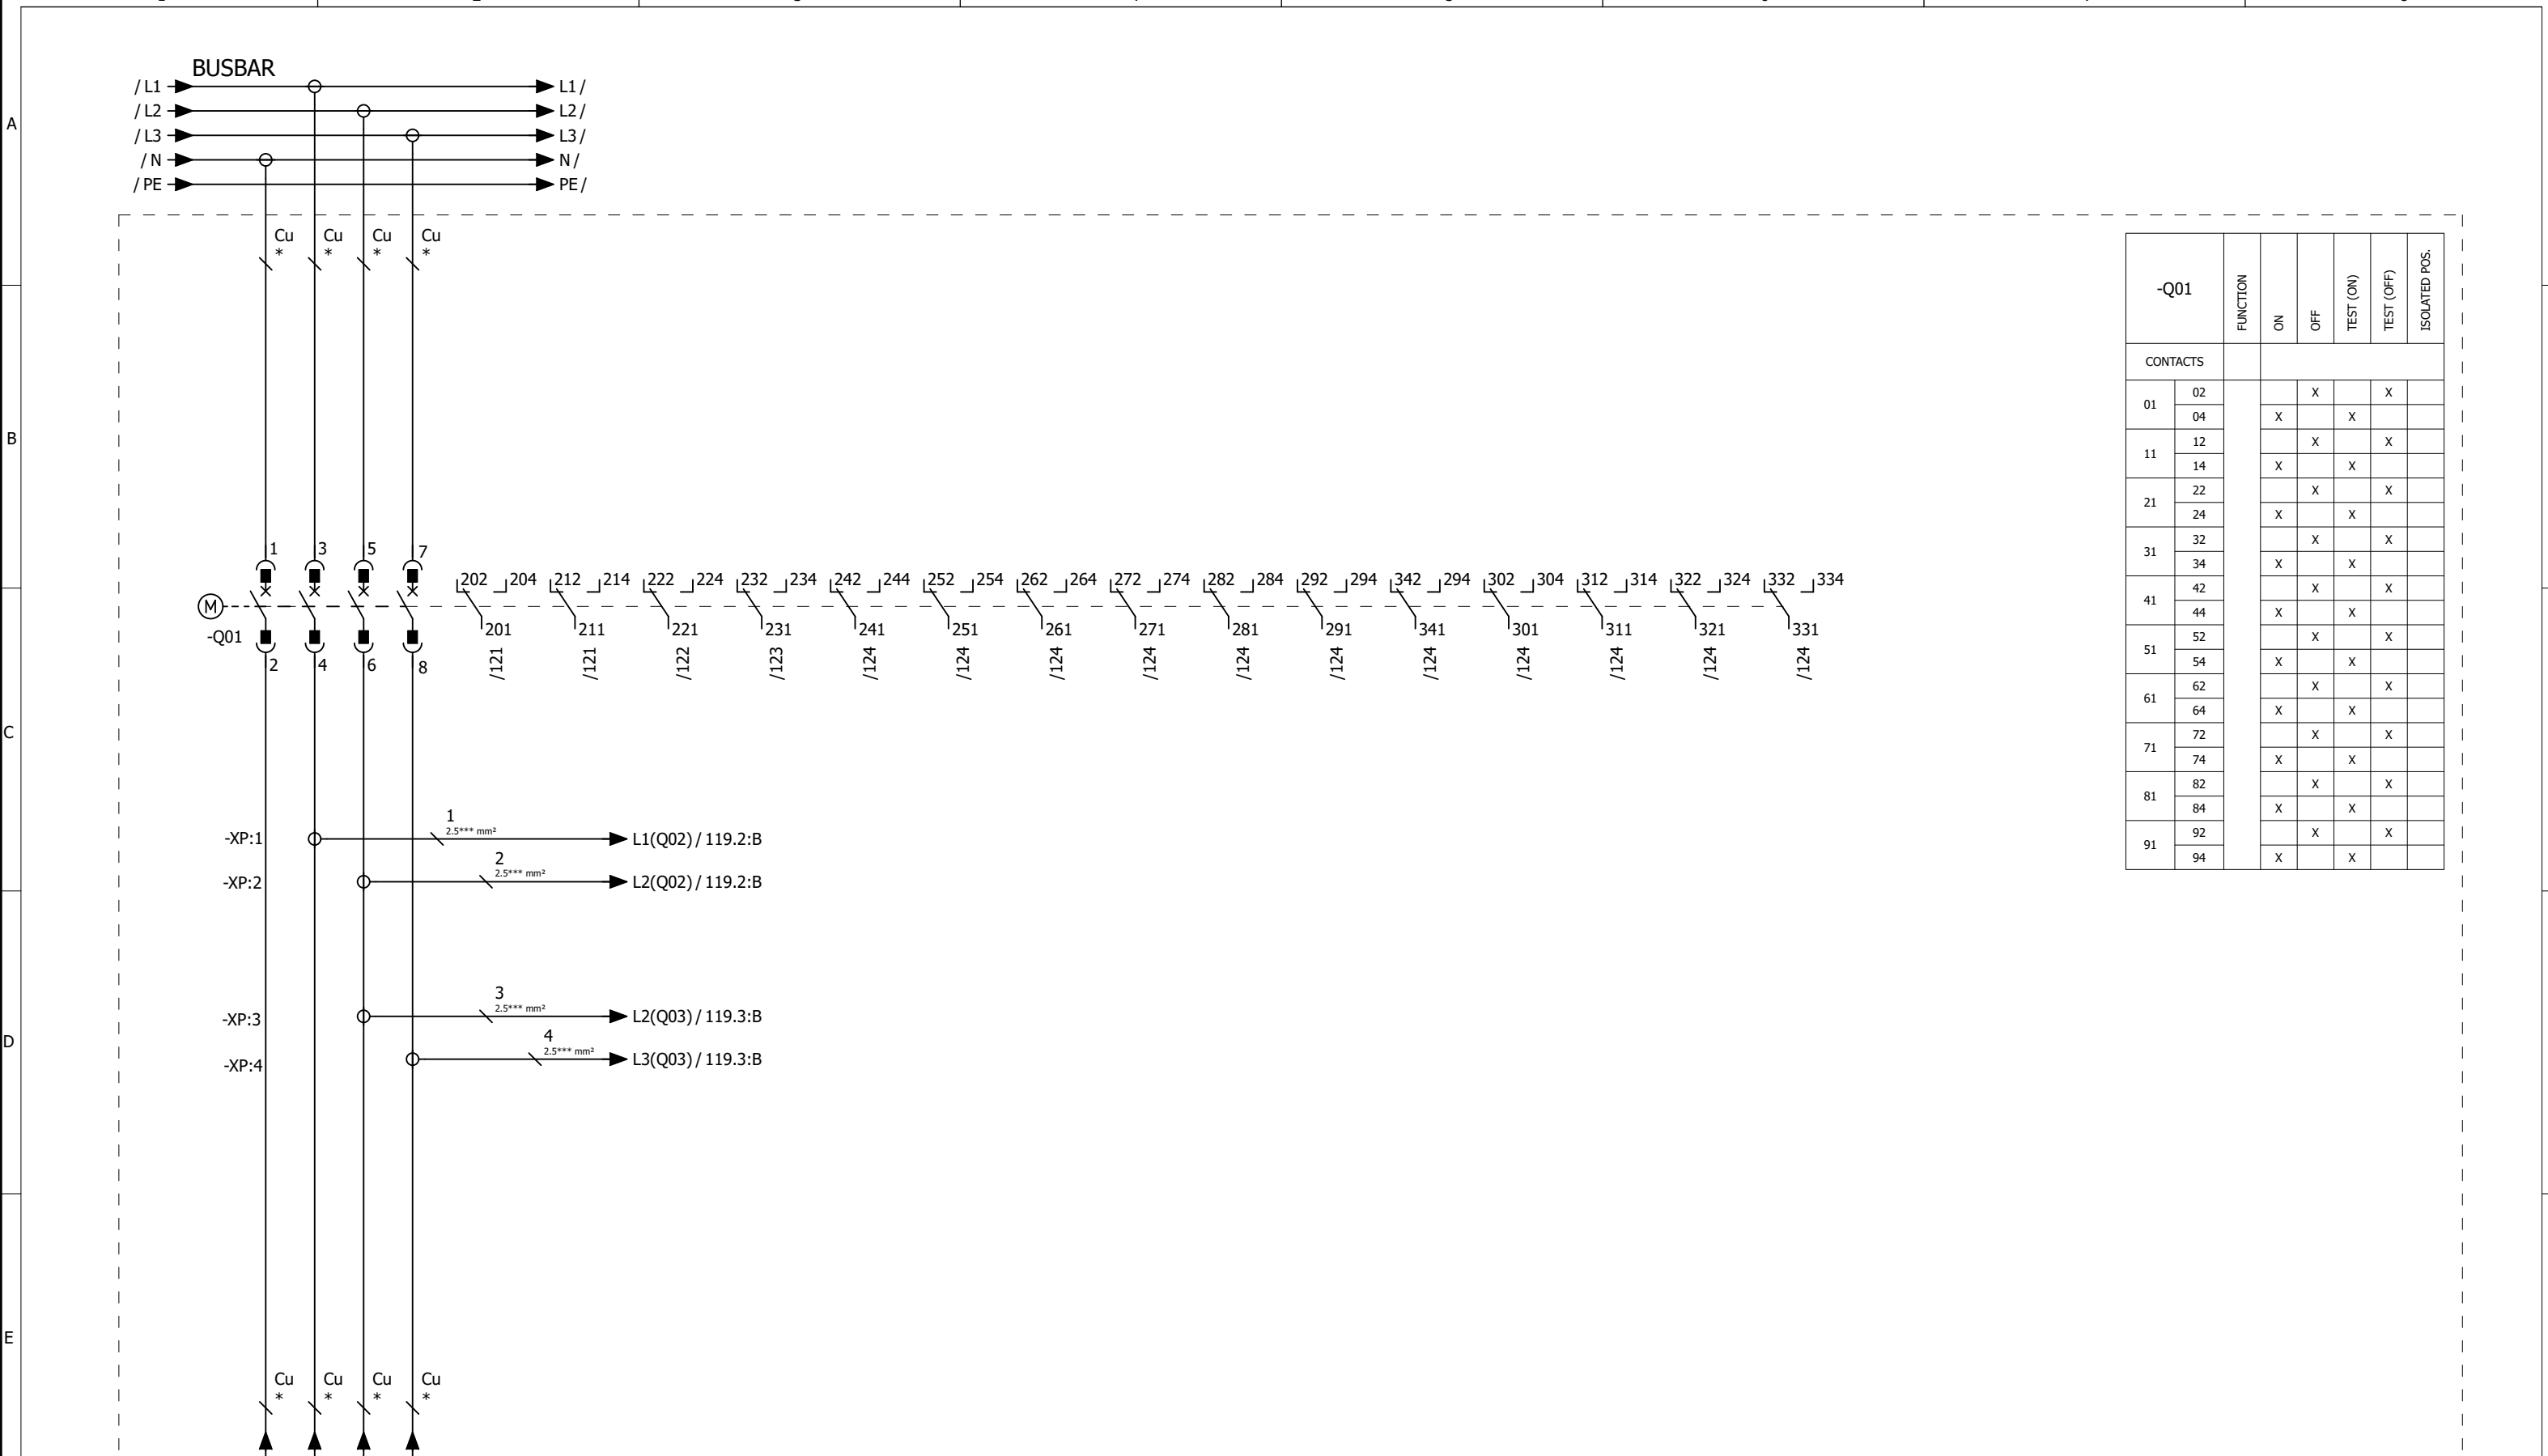 BUSBAR
/ L1 L1 /
/ L2 L2 /
/ L3 L3 /
/ N N /
/ PE PE /
A
B
C
D
E
Cu Cu Cu Cu
* * * *
1 3 5 7
M
-Q01
2 4 6 8
202 204 212 214 222 224 232 234 242 244 252 254 262 264 272 274 282 284 292 294 342 294 302 304 312 314 322 324 332 334
201 211 221 231 241 251 261 271 281 291 341 301 311 321 331
/121 /121 /122 /123 /124 /124 /124 /124 /124 /124 /124 /124 /124 /124 /124
1
2.5*** mm²
-XP:1 L1(Q02) / 119.2:B
2
2.5*** mm²
-XP:2 L2(Q02) / 119.2:B
3
2.5*** mm²
-XP:3 L2(Q03) / 119.3:B
4
2.5*** mm²
-XP:4 L3(Q03) / 119.3:B
Cu Cu Cu Cu
* * * *
-Q01 FUNCTION ON OFF TEST (ON) TEST (OFF) ISOLATED POS.
CONTACTS
01 02 X X
04 X X
11 12 X X
14 X X
21 22 X X
24 X X
31 32 X X
34 X X
41 42 X X
44 X X
51 52 X X
54 X X
61 62 X X
64 X X
71 72 X X
74 X X
81 82 X X
84 X X
91 92 X X
94 X X